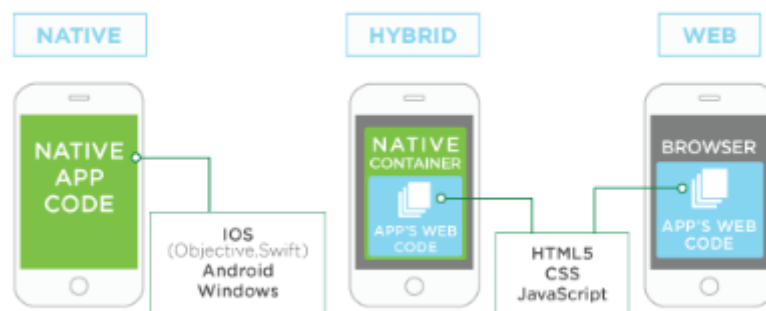 NATIVE
HYBRID
WEB
NATIVE
APP
CODE
IOS
(Objective,Swift)
Android
Windows
NATIVE
CONTAINER
APP'S WEB
CODE
HTML5
CSS
JavaScript
BROWSER
APP'S WEB
CODE